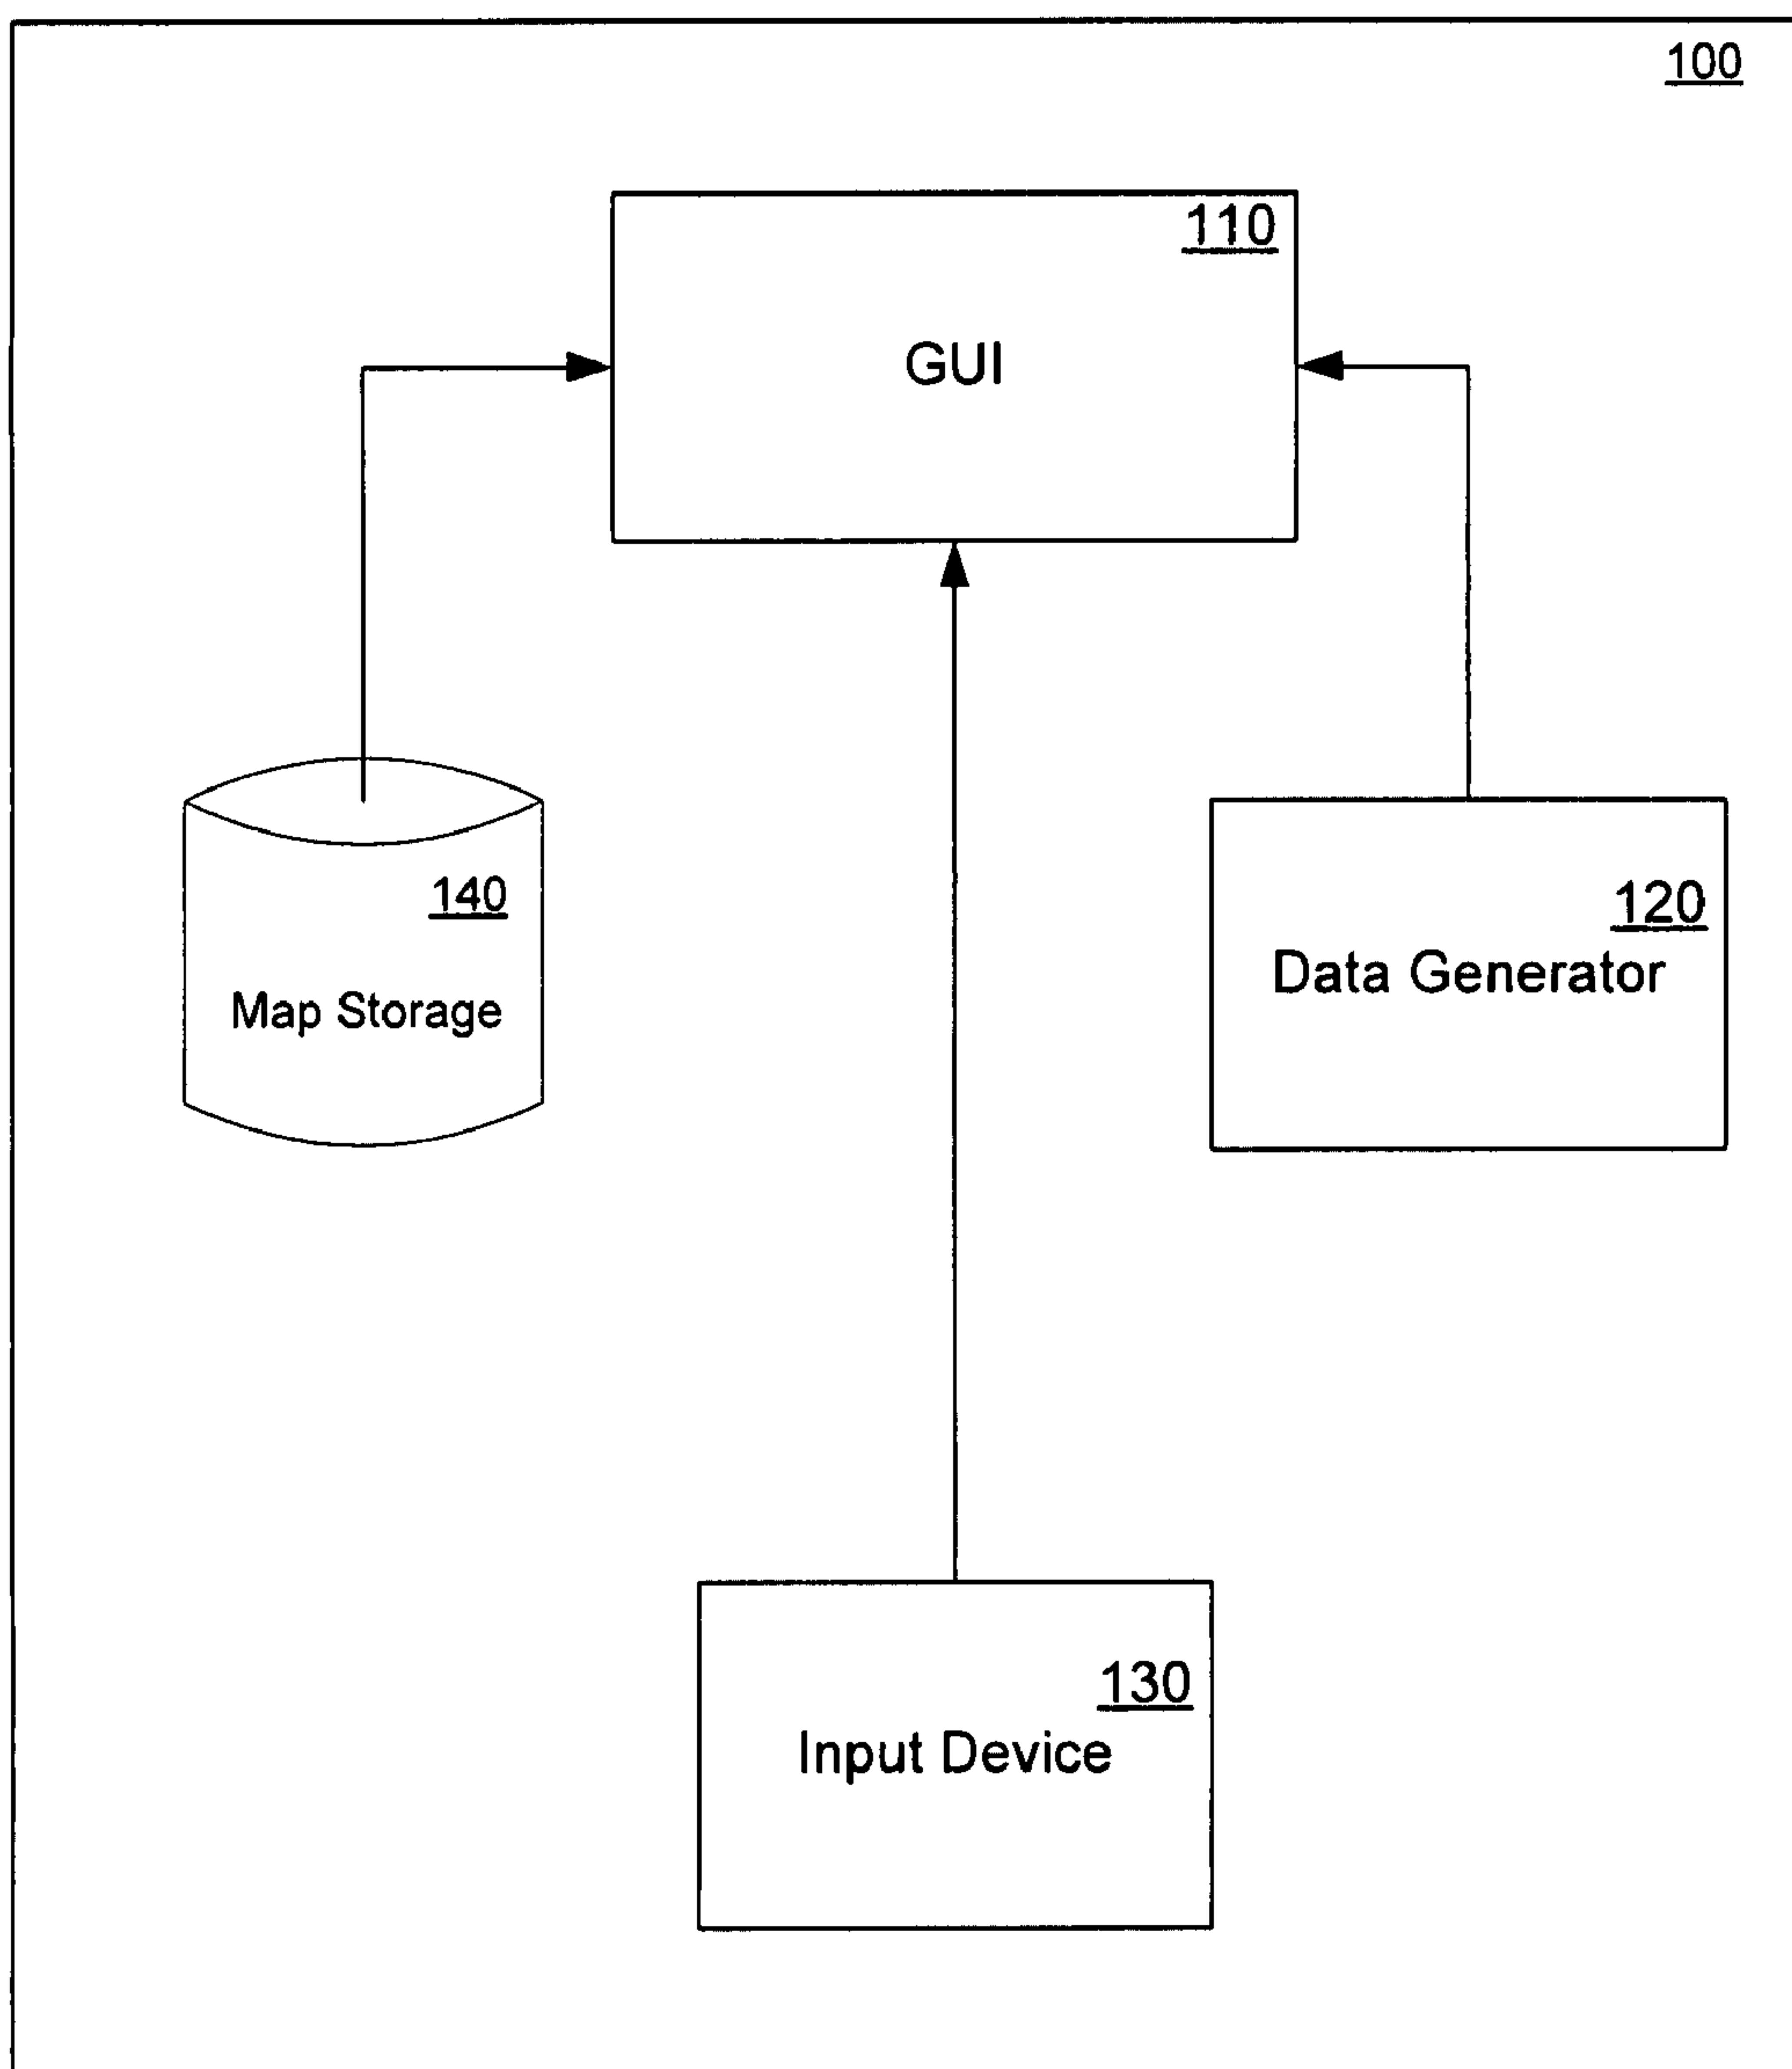 100
110
GUI
140
Map Storage
120
Data Generator
130
Input Device